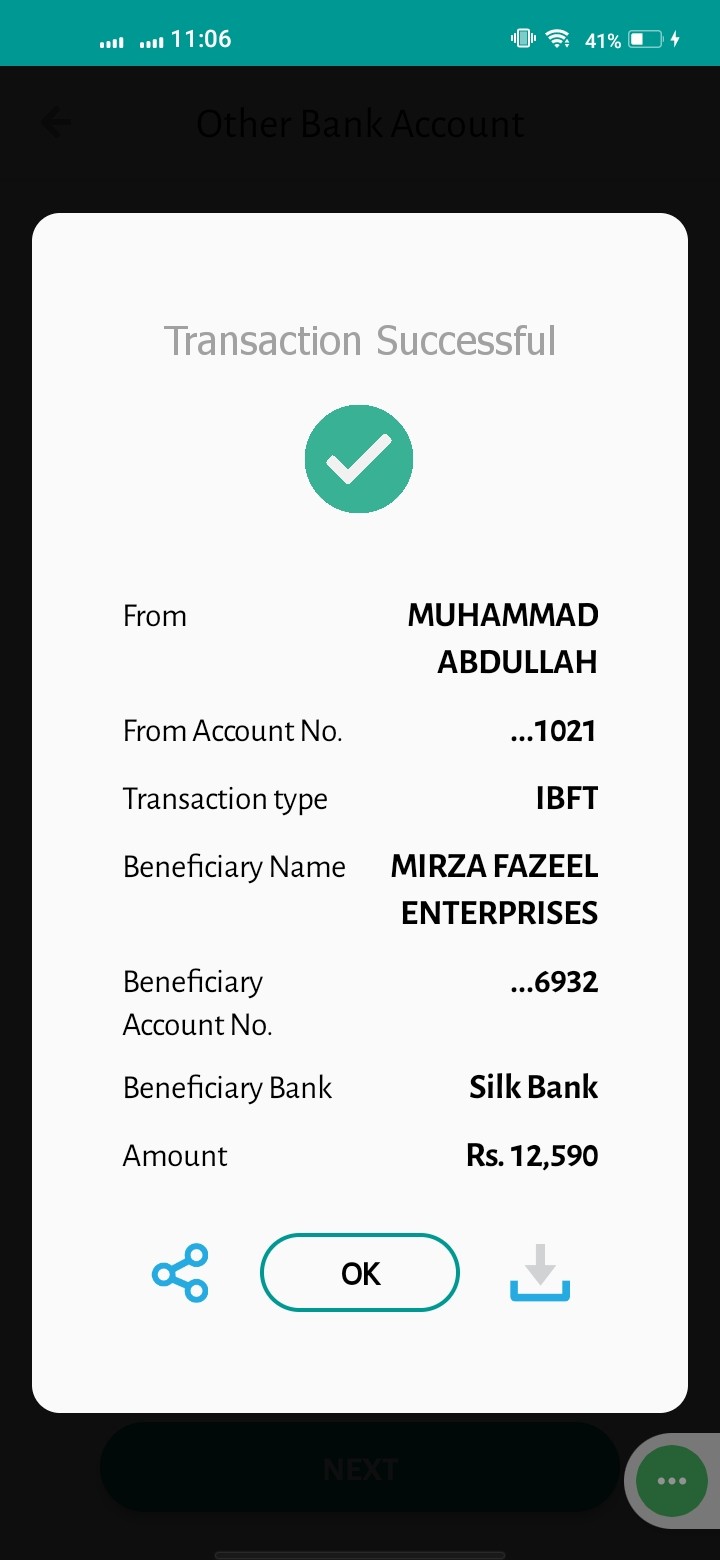 11:06
41%
Other Bank Account
Transaction Successful
From MUHAMMAD
ABDULLAH
From Account No. ...1021
Transaction type IBFT
Beneficiary Name MIRZA FAZEEL
ENTERPRISES
Beneficiary ...6932
Account No.
Beneficiary Bank Silk Bank
Amount Rs. 12,590
OK
NEXT